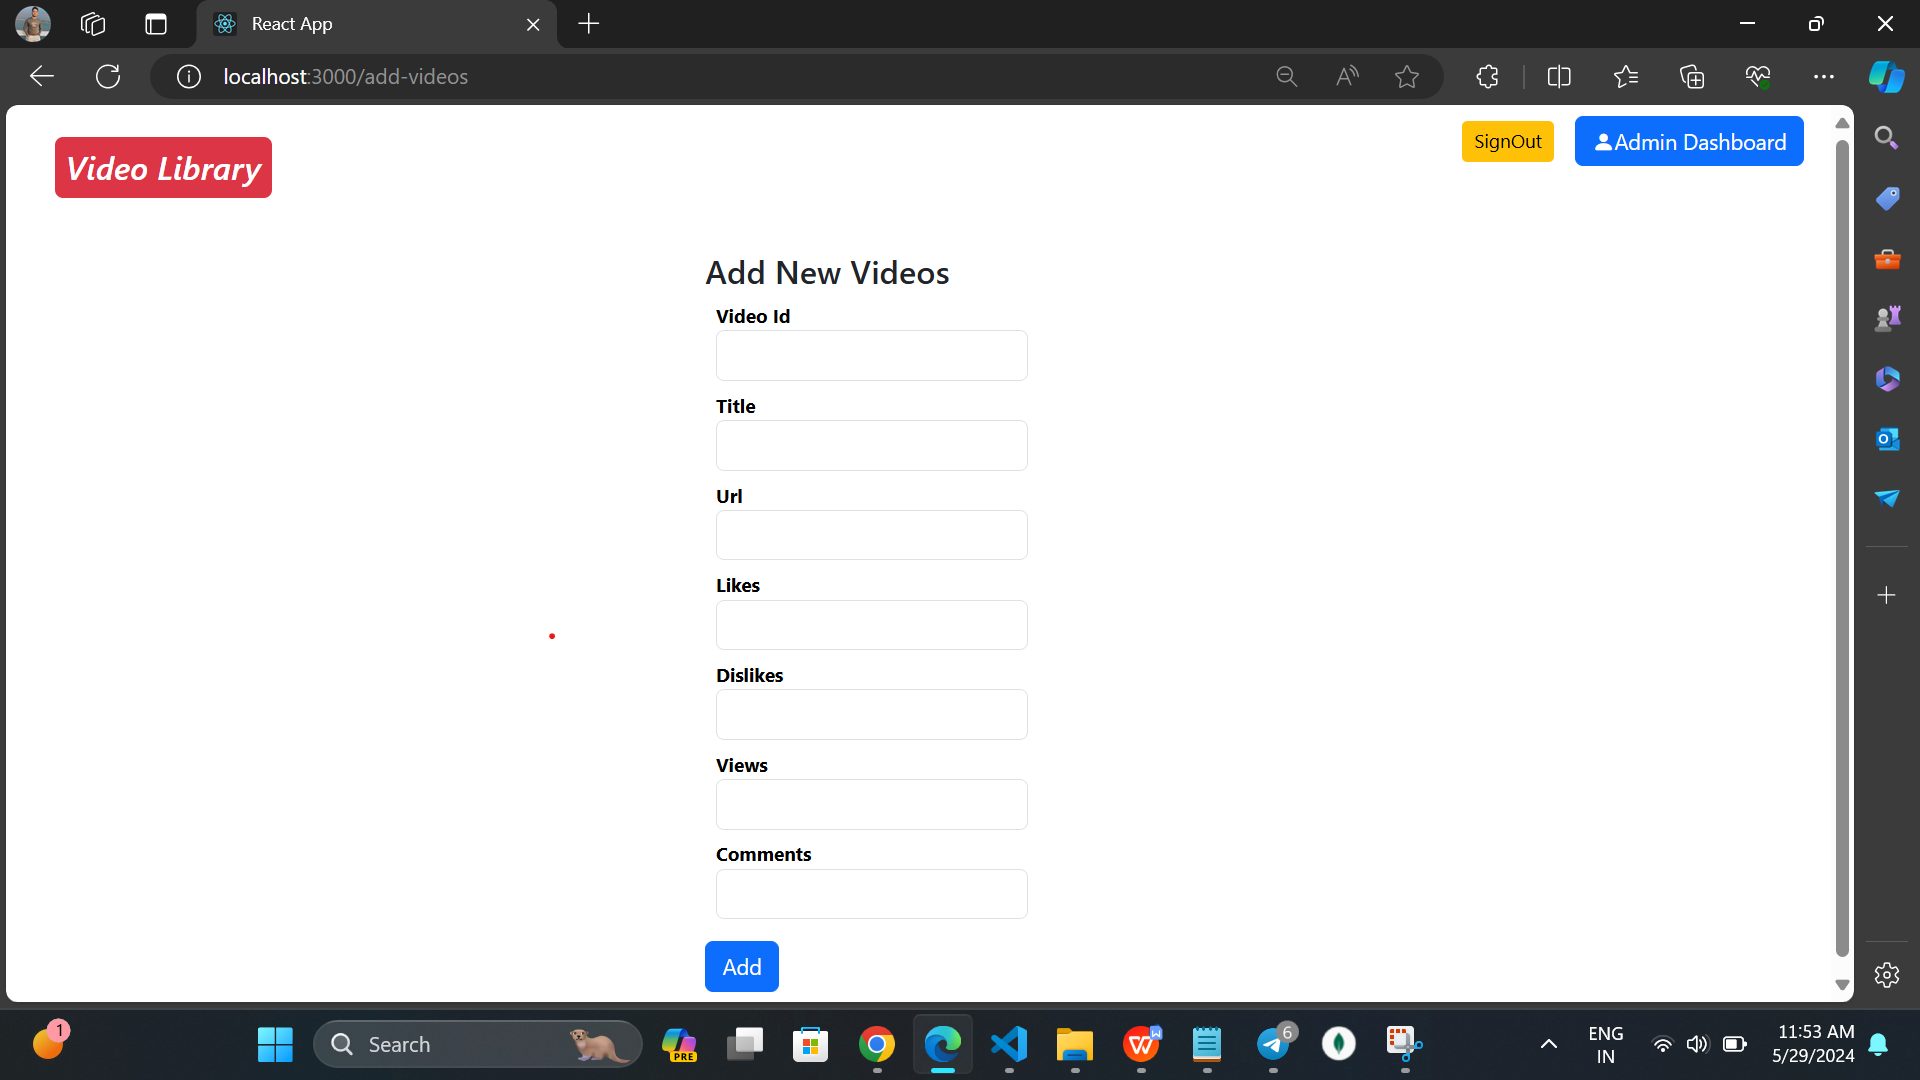 React App
localhost:3000/add-videos
Video Library
SignOut
Admin Dashboard
Add New Videos
Video Id
Title
Url
Likes
Dislikes
Views
Comments
Add
1
Search
PRE
W
6
ENG
IN
11:53 AM
5/29/2024